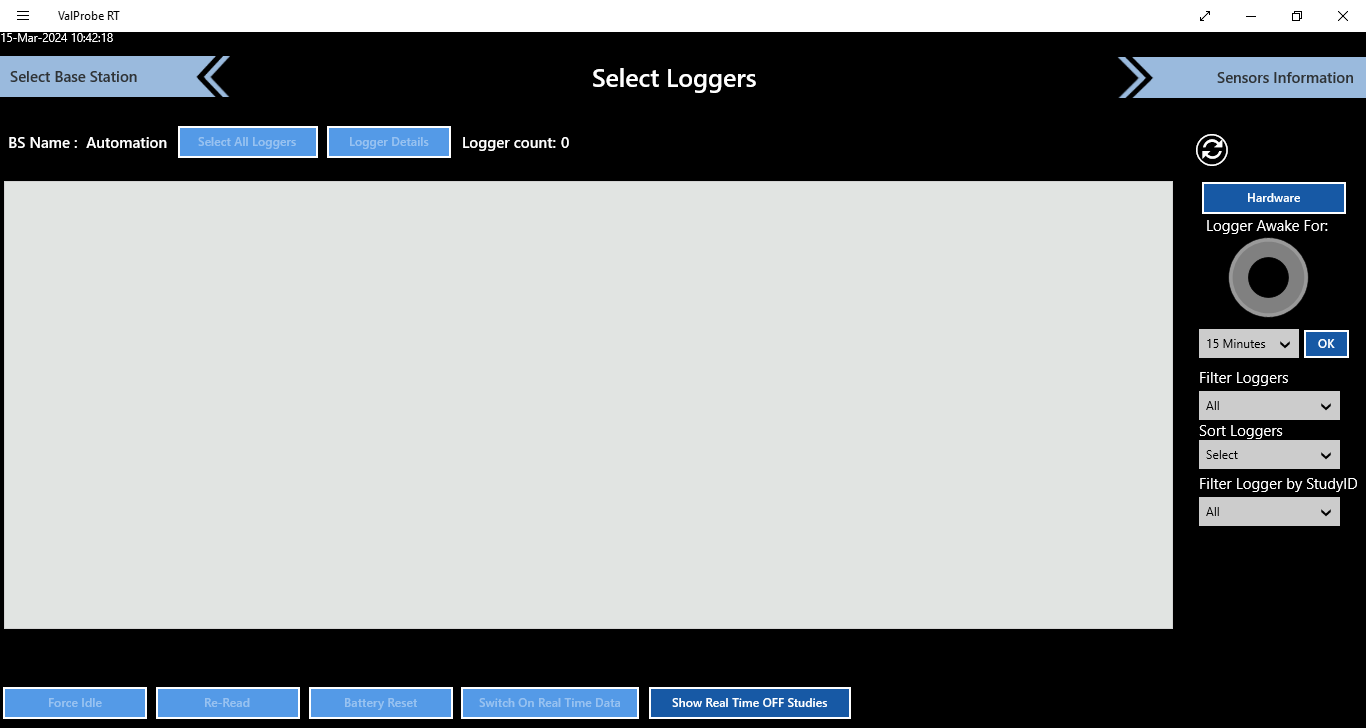 ValProbe RT
15-Mar-2024 10:42:18
Select Base Station
Select Loggers
Sensors Information
BS Name : Automation
Select All Loggers
Logger Details
Logger count: 0
Hardware
Logger Awake For:
15 Minutes
OK
Filter Loggers
All
Sort Loggers
Select
Filter Logger by StudyID
All
Force Idle
Re-Read
Battery Reset
Switch On Real Time Data
Show Real Time OFF Studies